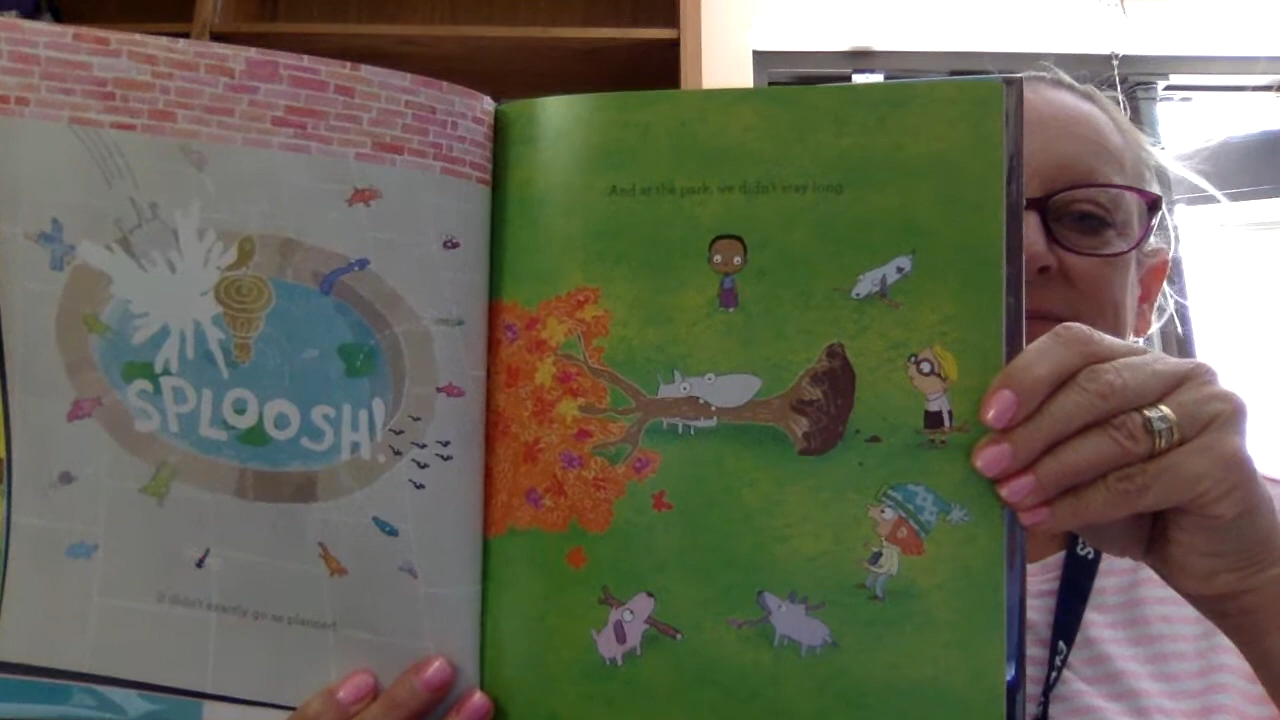 SPLOOSH!
It didn't exactly go as planned.
And at the park, we didn't stay long.